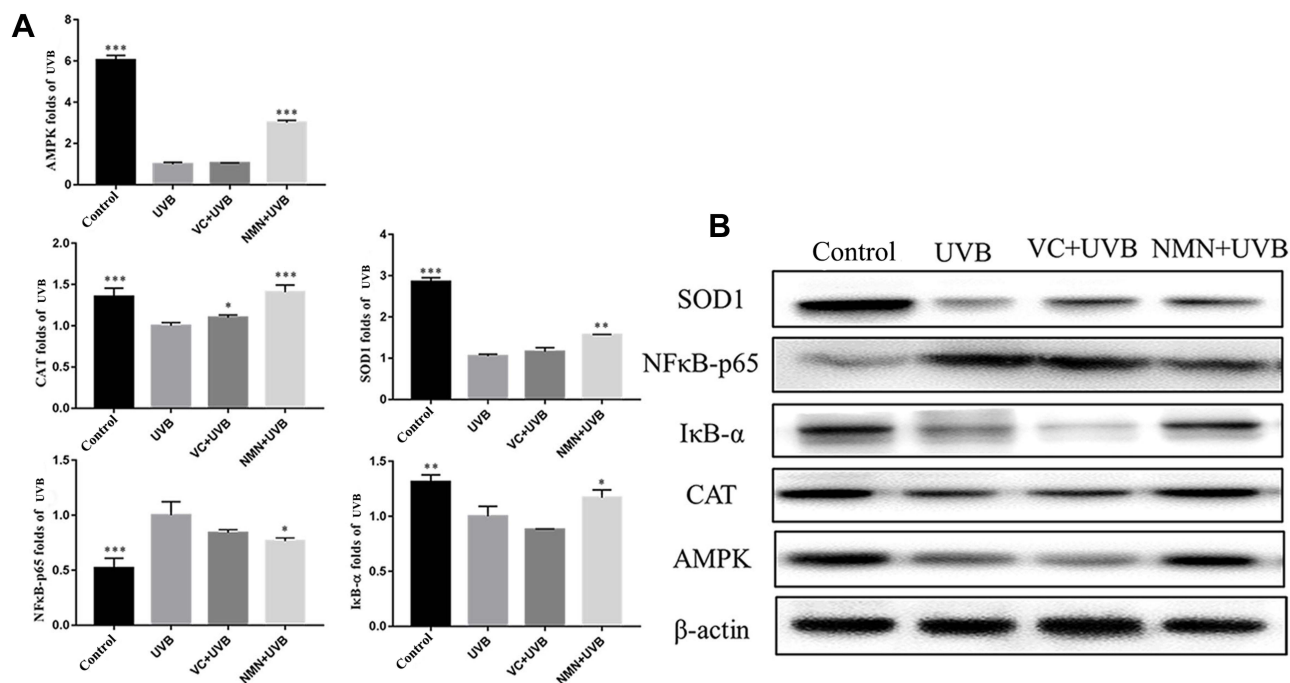 A
AMPK folds of UVB
8
6
4
2
0
***
***
Control
UVB
VC+UVB
NMN+UVB
CAT folds of UVB
2.0
1.5
1.0
0.5
0.0
***
*
***
Control
UVB
VC+UVB
NMN+UVB
SOD1 folds of UVB
4
3
2
1
0
***
**
Control
UVB
VC+UVB
NMN+UVB
NFκB-p65 folds of UVB
1.5
1.0
0.5
0.0
***
*
Control
UVB
VC+UVB
NMN+UVB
IκB-α folds of UVB
1.5
1.0
0.5
0.0
**
*
Control
UVB
VC+UVB
NMN+UVB
B
Control UVB VC+UVB NMN+UVB
SOD1
NFκB-p65
IκB-α
CAT
AMPK
β-actin